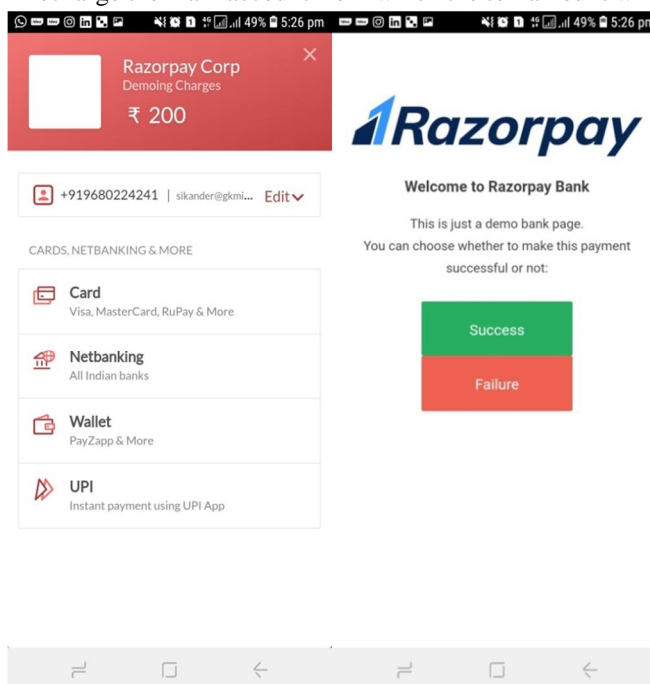 49% 5:26 pm
Razorpay Corp
Demoing Charges
₹ 200
+919680224241 | sikander@gkmi... Edit
CARDS, NETBANKING & MORE
Card
Visa, MasterCard, RuPay & More
Netbanking
All Indian banks
Wallet
PayZapp & More
UPI
Instant payment using UPI App
49% 5:26 pm
Razorpay
Welcome to Razorpay Bank
This is just a demo bank page.
You can choose whether to make this payment
successful or not:
Success
Failure